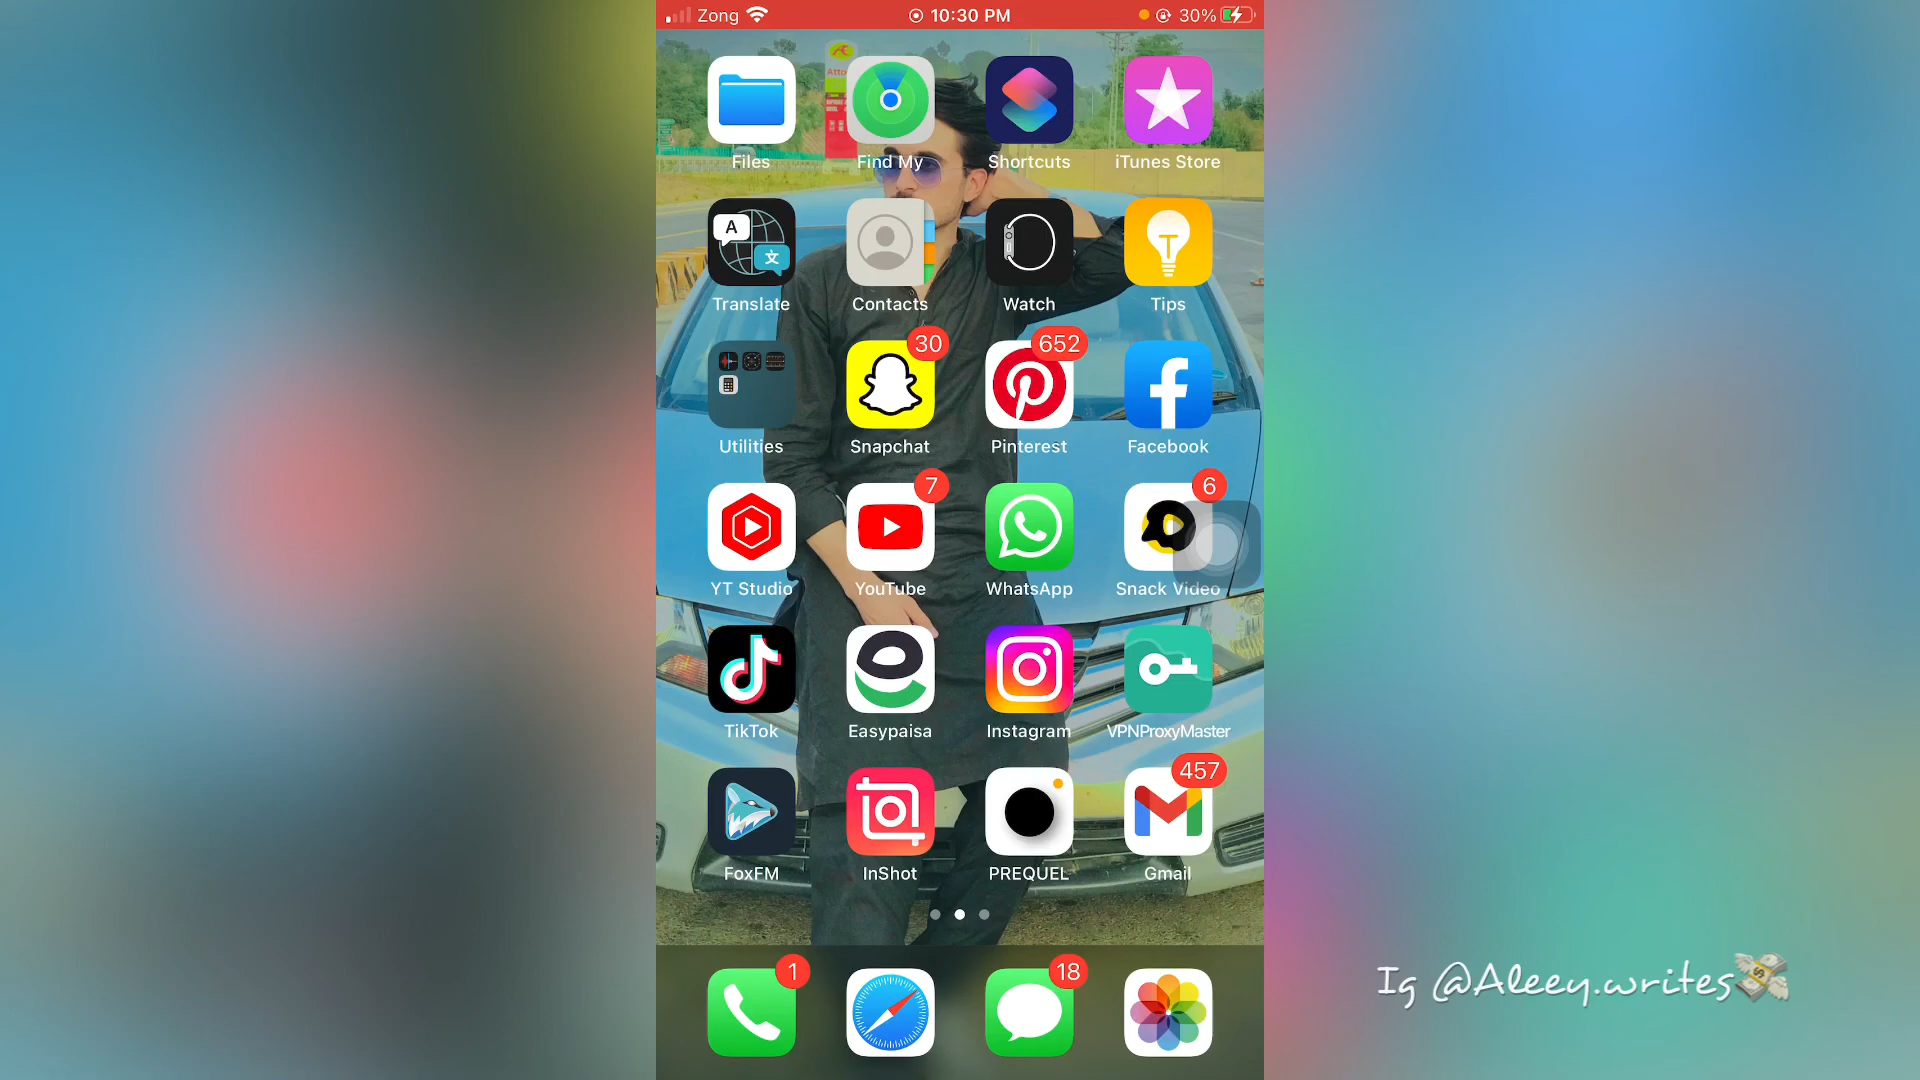 Zong 10:30 PM 30%
Files Find My Shortcuts iTunes Store
A 文
Translate Contacts Watch Tips
30 652
Utilities Snapchat Pinterest Facebook
7 6
YT Studio YouTube WhatsApp Snack Video
TikTok Easypaisa Instagram VPNProxyMaster
457
FoxFM InShot PREQUEL Gmail
Ig @Aleey.writes
1 18